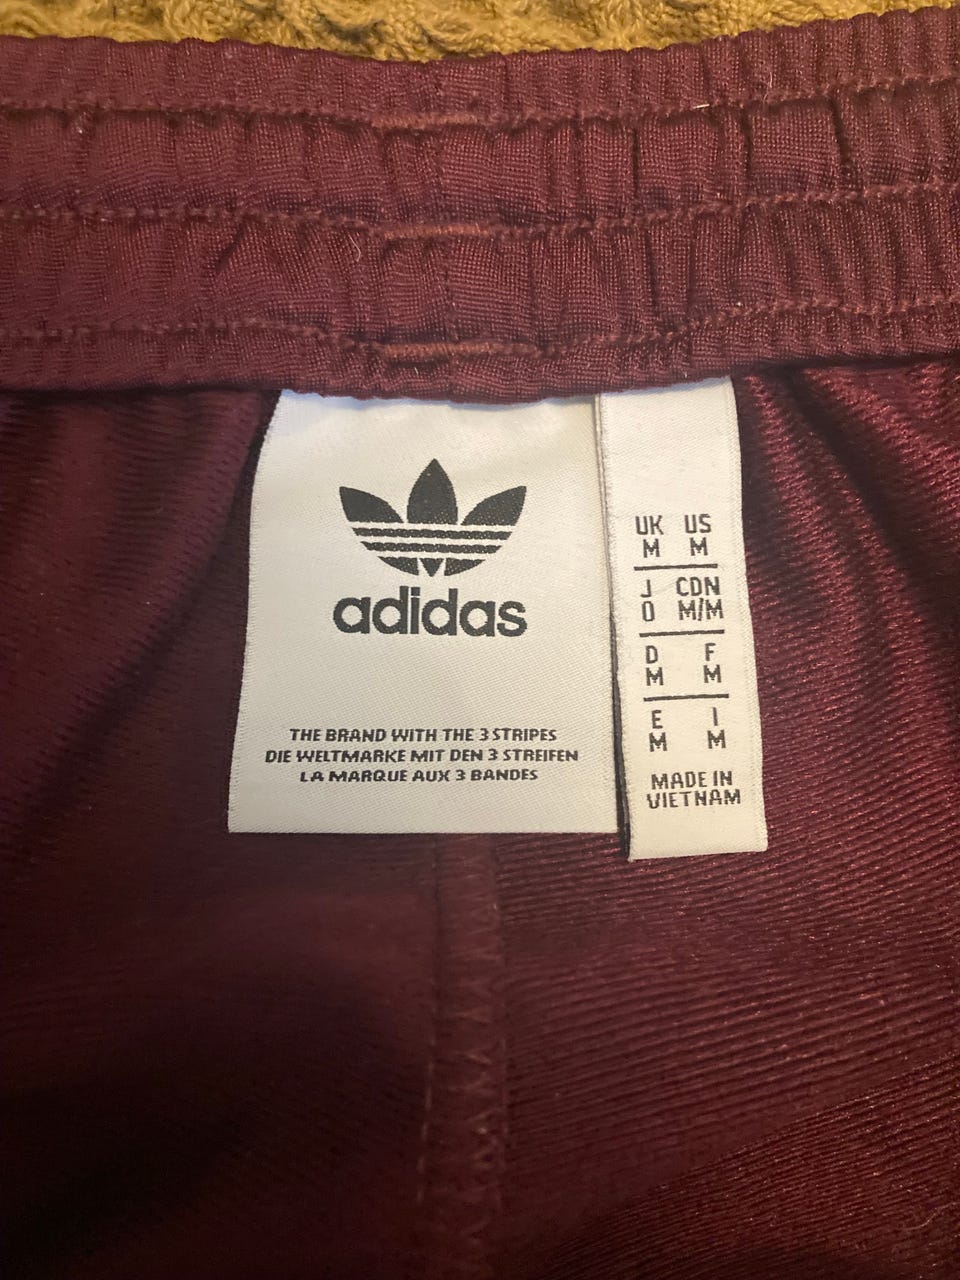 adidas
THE BRAND WITH THE 3 STRIPES
DIE WELTMARKE MIT DEN 3 STREIFEN
LA MARQUE AUX 3 BANDES
UK US
M M
J CDN
O M/M
D F
M M
E I
M M
MADE IN
VIETNAM